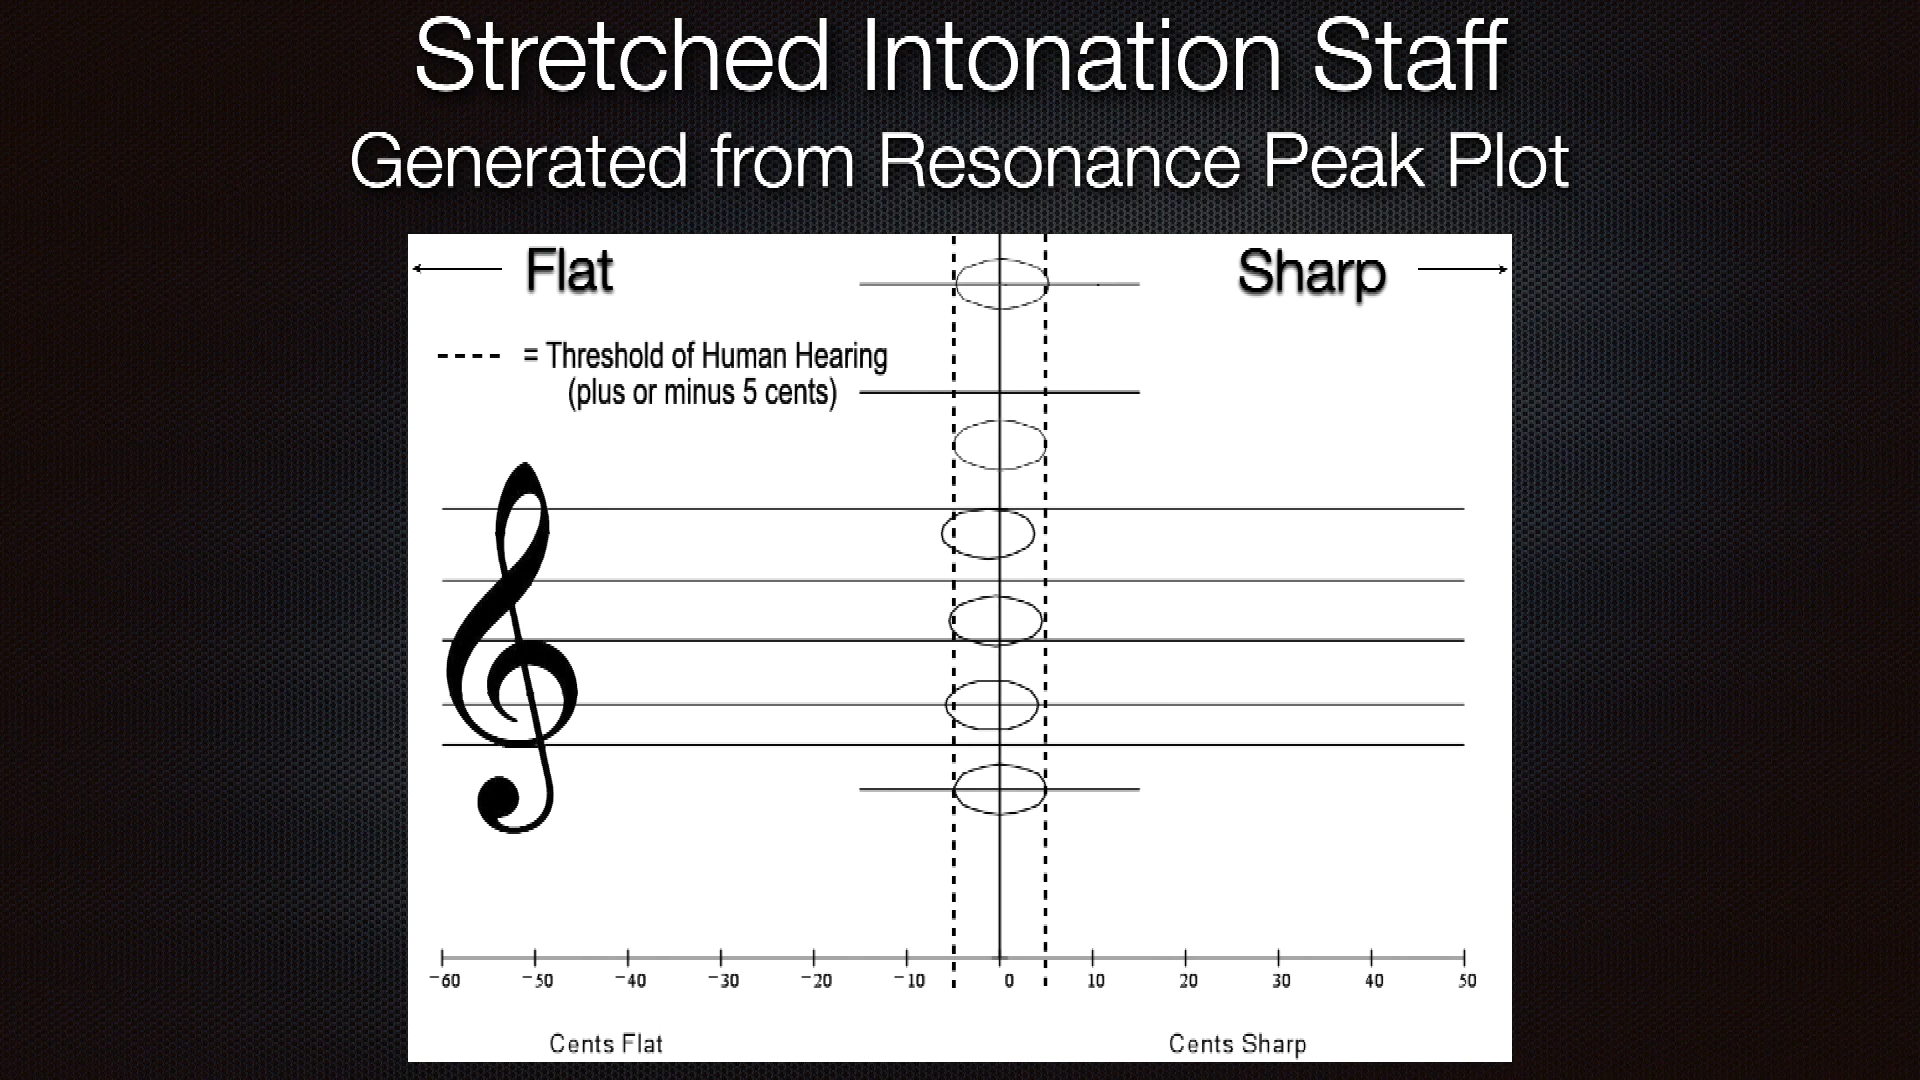 Stretched Intonation Staff
Generated from Resonance Peak Plot
Flat
Sharp
= Threshold of Human Hearing
(plus or minus 5 cents)
-60 -50 -40 -30 -20 -10 0 10 20 30 40 50
Cents Flat
Cents Sharp